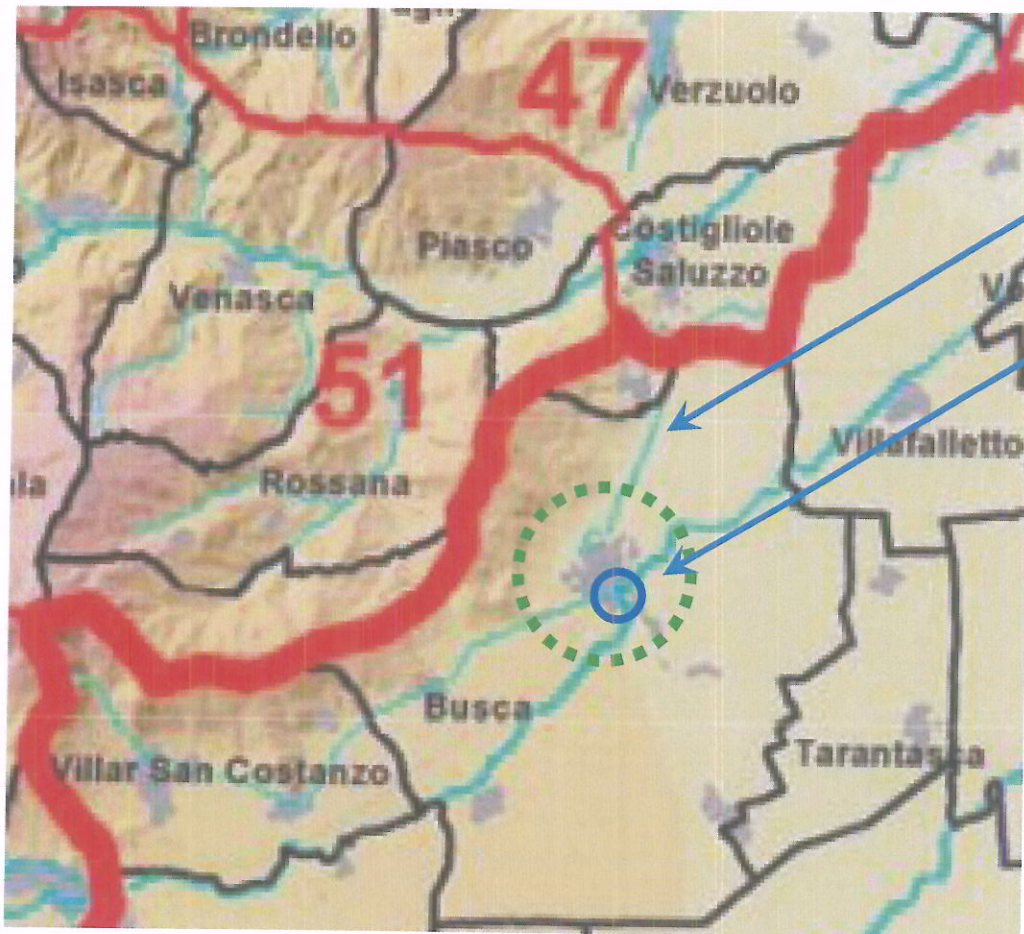 Brondello
Isasca
47
Verzuolo
Piasco
Costigliole
Saluzzo
Venasca
51
Villafalletto
Rossana
Busca
Tarantasca
Villar San Costanzo